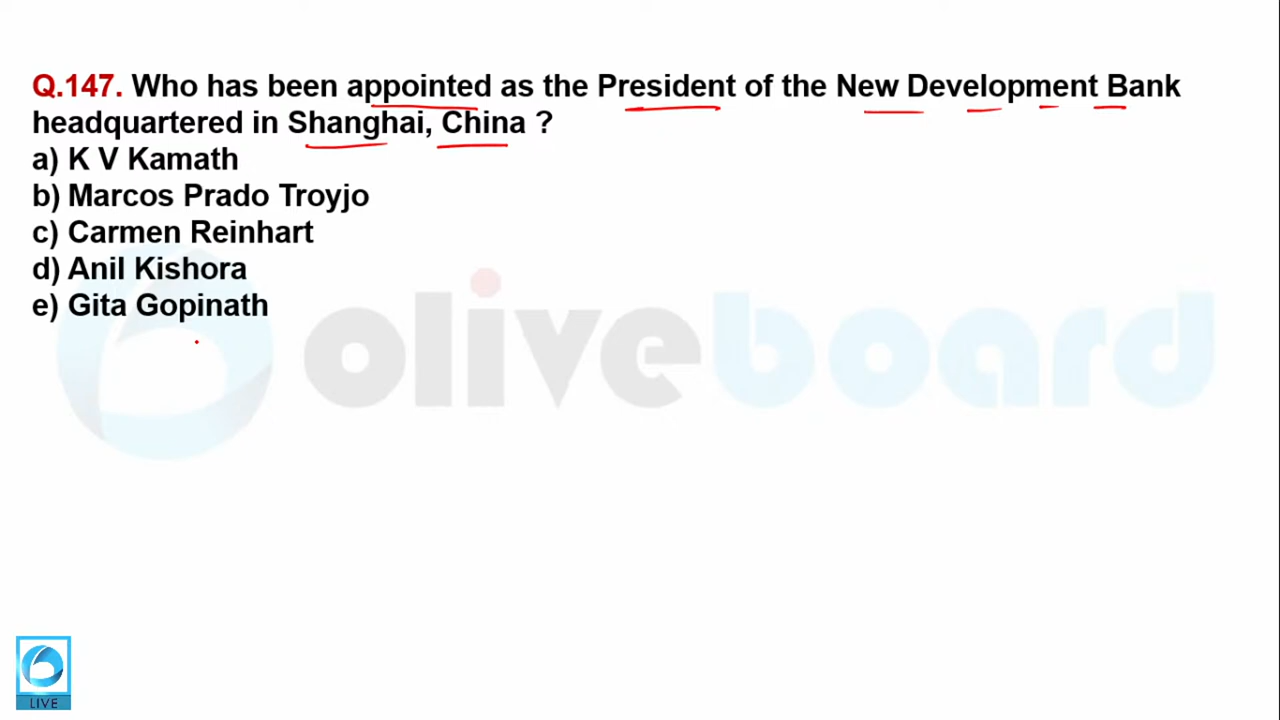 Q.147. Who has been appointed as the President of the New Development Bank
headquartered in Shanghai, China ?
a) K V Kamath
b) Marcos Prado Troyjo
c) Carmen Reinhart
d) Anil Kishora
e) Gita Gopinath
oliveboard
LIVE